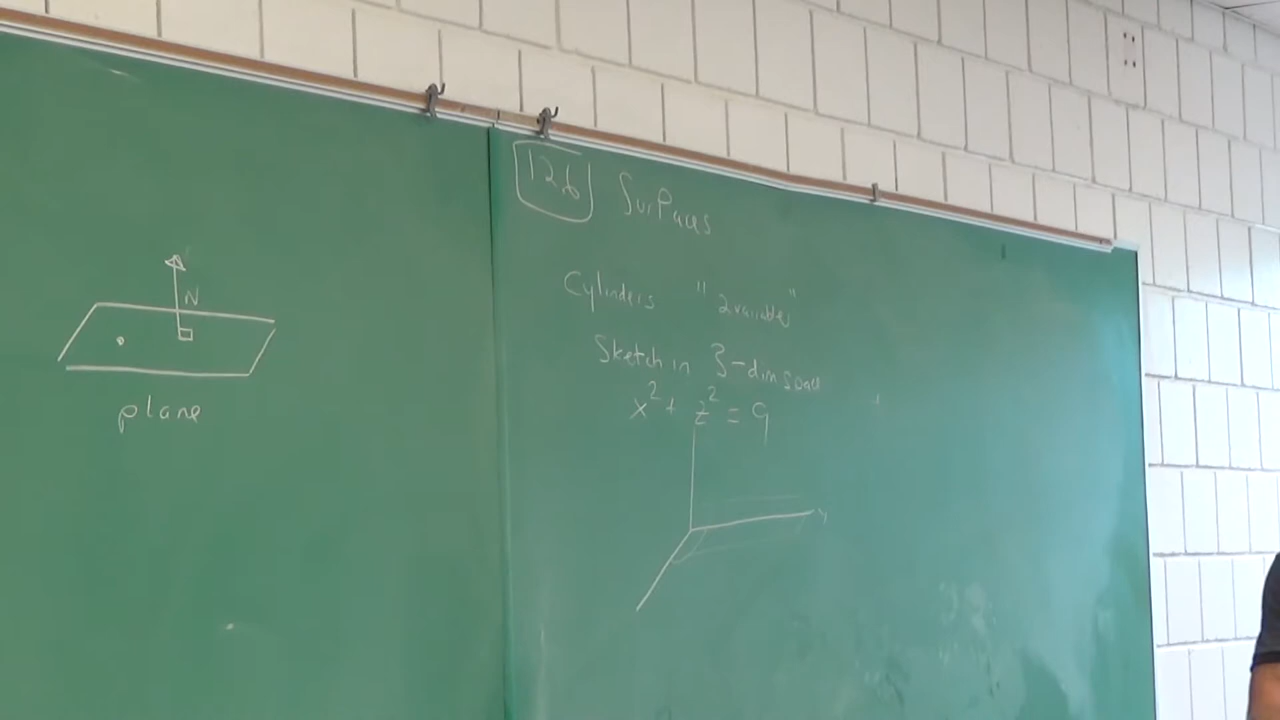 N
plane
12.6 Surfaces
Cylinders "2 variables"
Sketch in 3-dim space
x² + z² = 9
y